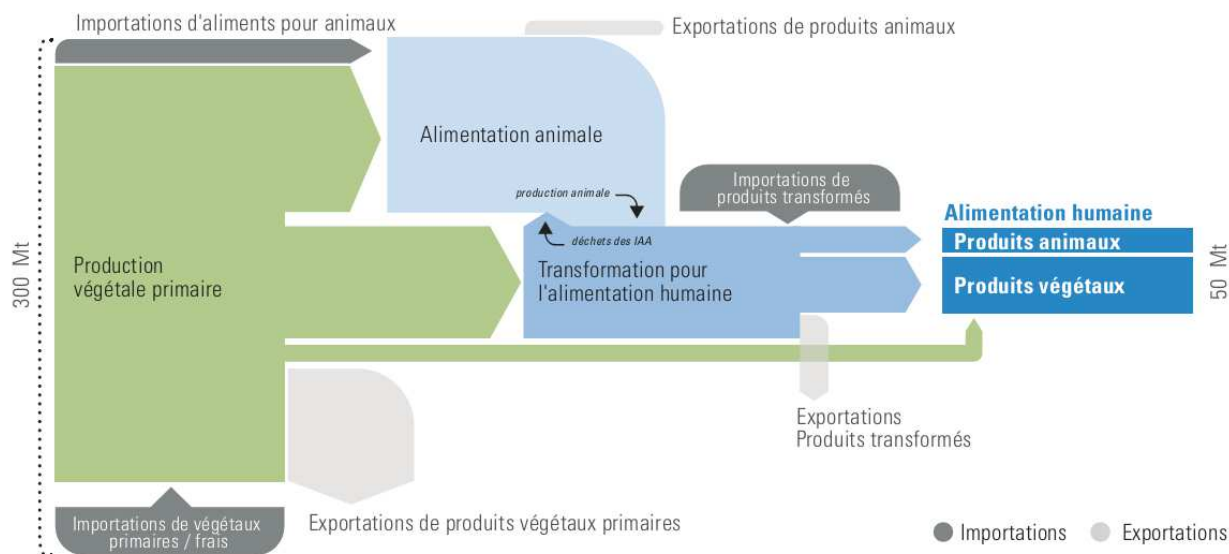 Importations d'aliments pour animaux
Exportations de produits animaux
Alimentation animale
production animale
déchets des IAA
Importations de
produits transformés
Alimentation humaine
Produits animaux
Produits végétaux
300 Mt
50 Mt
Production
végétale primaire
Transformation pour
l'alimentation humaine
Exportations
Produits transformés
Importations de végétaux
primaires / frais
Exportations de produits végétaux primaires
Importations
Exportations